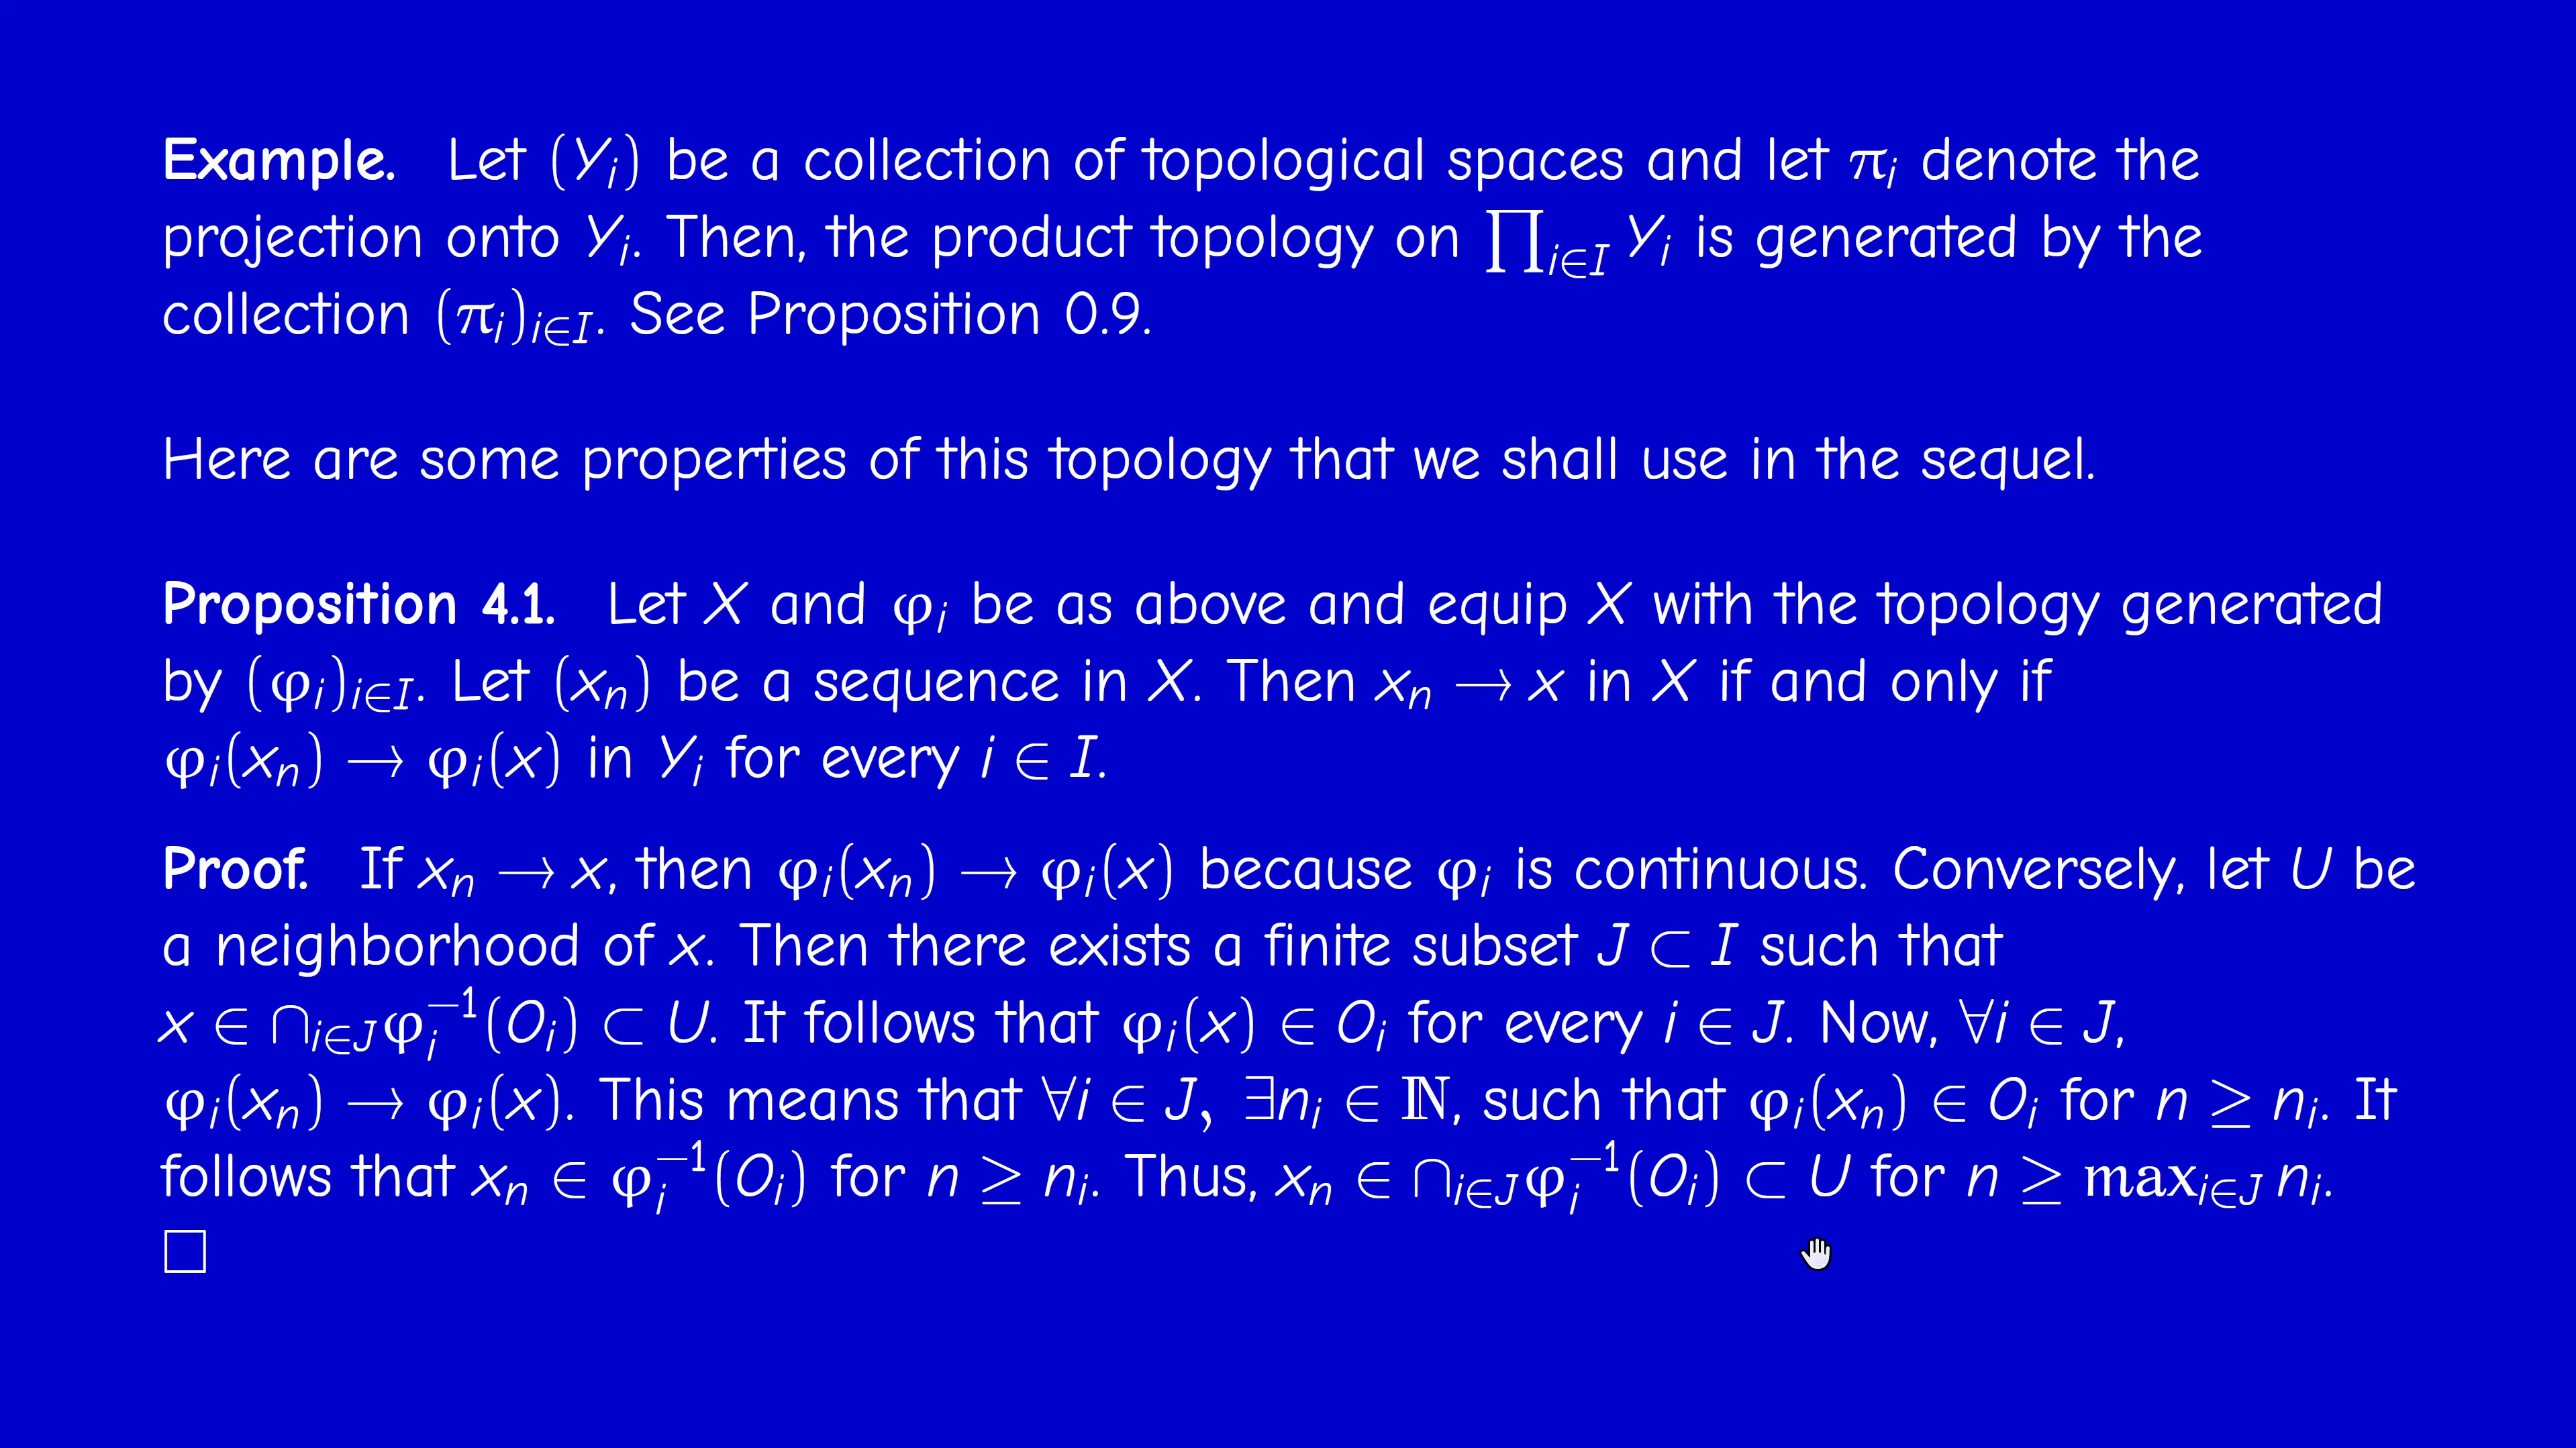 Example. Let (Y_i) be a collection of topological spaces and let π_i denote the
projection onto Y_i. Then, the product topology on ∏_{i∈I} Y_i is generated by the
collection (π_i)_{i∈I}. See Proposition 0.9.
Here are some properties of this topology that we shall use in the sequel.
Proposition 4.1. Let X and φ_i be as above and equip X with the topology generated
by (φ_i)_{i∈I}. Let (x_n) be a sequence in X. Then x_n → x in X if and only if
φ_i(x_n) → φ_i(x) in Y_i for every i ∈ I.
Proof. If x_n → x, then φ_i(x_n) → φ_i(x) because φ_i is continuous. Conversely, let U be
a neighborhood of x. Then there exists a finite subset J ⊂ I such that
x ∈ ∩_{i∈J} φ_i^{-1}(O_i) ⊂ U. It follows that φ_i(x) ∈ O_i for every i ∈ J. Now, ∀i ∈ J,
φ_i(x_n) → φ_i(x). This means that ∀i ∈ J, ∃n_i ∈ ℕ, such that φ_i(x_n) ∈ O_i for n ≥ n_i. It
follows that x_n ∈ φ_i^{-1}(O_i) for n ≥ n_i. Thus, x_n ∈ ∩_{i∈J} φ_i^{-1}(O_i) ⊂ U for n ≥ max_{i∈J} n_i.
□